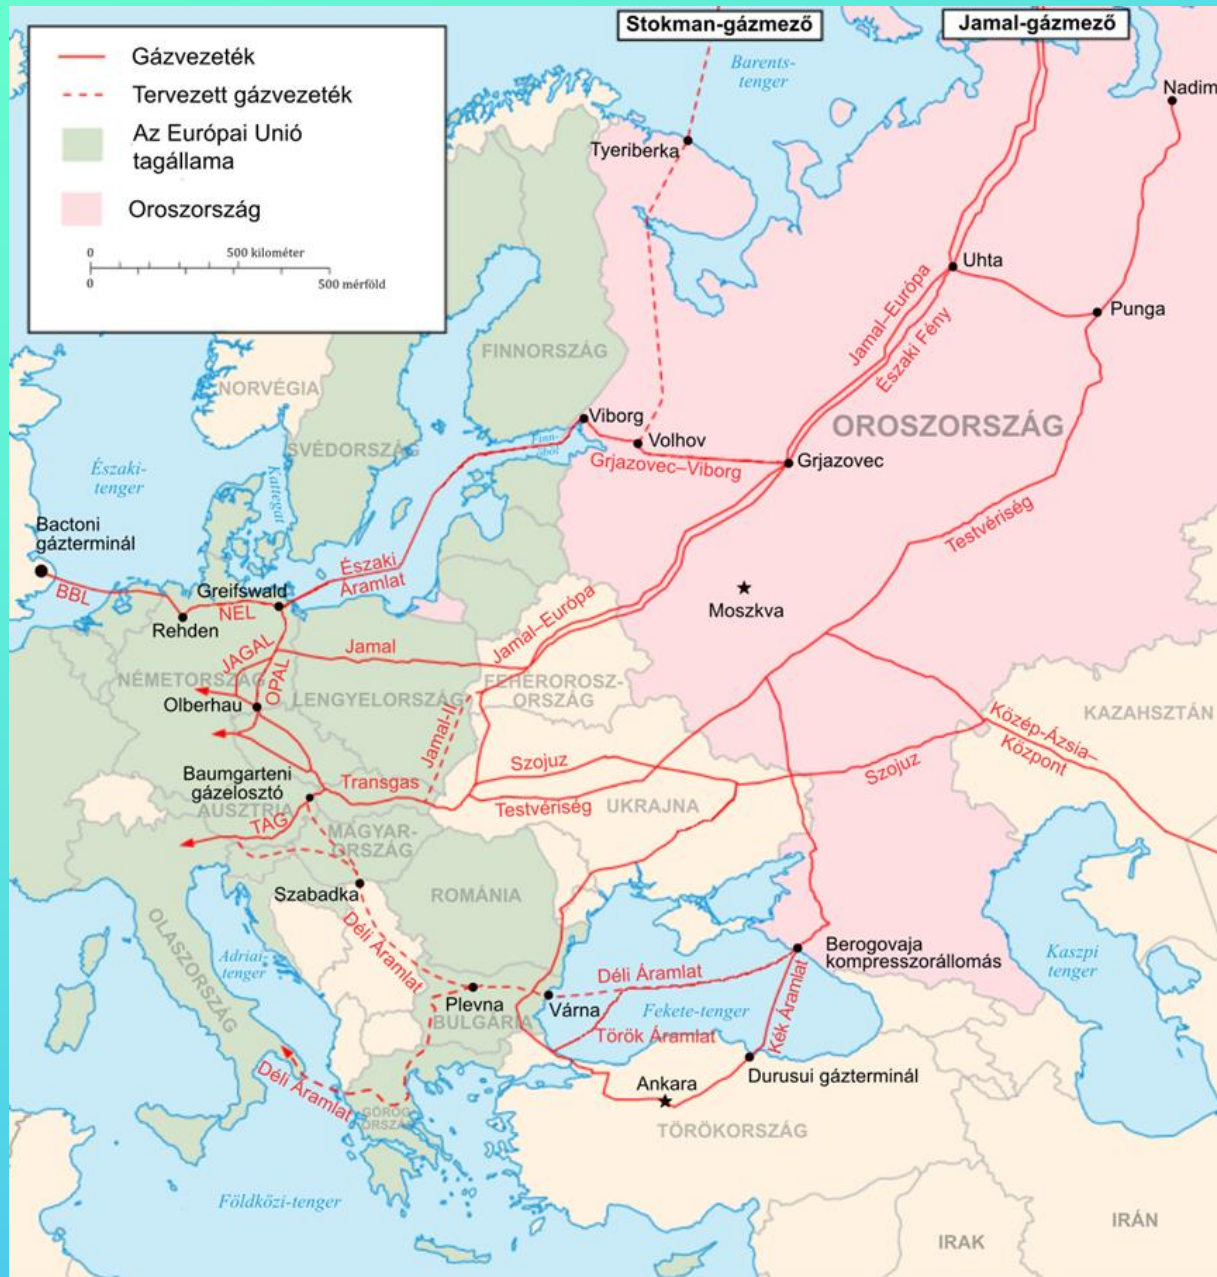 Stokman-gázmező
Jamal-gázmező
Gázvezeték
Tervezett gázvezeték
Az Európai Unió
tagállama
Oroszország
0
500 kilométer
0
500 mérföld
Barents-
tenger
Nadim
Tyeriberka
Uhta
Punga
Jamal–Európa
Északi Fény
FINNORSZÁG
NORVÉGIA
SVÉDORSZÁG
OROSZORSZÁG
Viborg
Volhov
Finn-
öböl
Grjazovec–Viborg
Grjazovec
Északi-
tenger
Kattegat
Bactoni
gázterminál
Testvériség
Északi
Áramlat
BBL
Greifswald
NEL
Rehden
Moszkva
Jamal–Európa
JAGAL
Jamal
OPAL
NÉMETORSZÁG
LENGYELORSZÁG
FEHÉROROSZ-
ORSZÁG
Olberhau
Jamal-II
KAZAHSZTÁN
Közép-Ázsia–
Központ
Baumgarteni
gázelosztó
Transgas
Szojuz
Szojuz
Testvériség
UKRAJNA
AUSZTRIA
TAG
MAGYAR-
ORSZÁG
Szabadka
ROMÁNIA
OLASZORSZÁG
Adriai-
tenger
Déli Áramlat
Berogovaja
kompresszorállomás
Kaszpi
tenger
Déli Áramlat
Plevna
Várna
Fekete-tenger
BULGÁRIA
Török Áramlat
Kék Áramlat
Déli Áramlat
Ankara
Durusui gázterminál
GÖRÖG
ORSZÁG
TÖRÖKORSZÁG
Földközi-tenger
IRÁN
IRAK